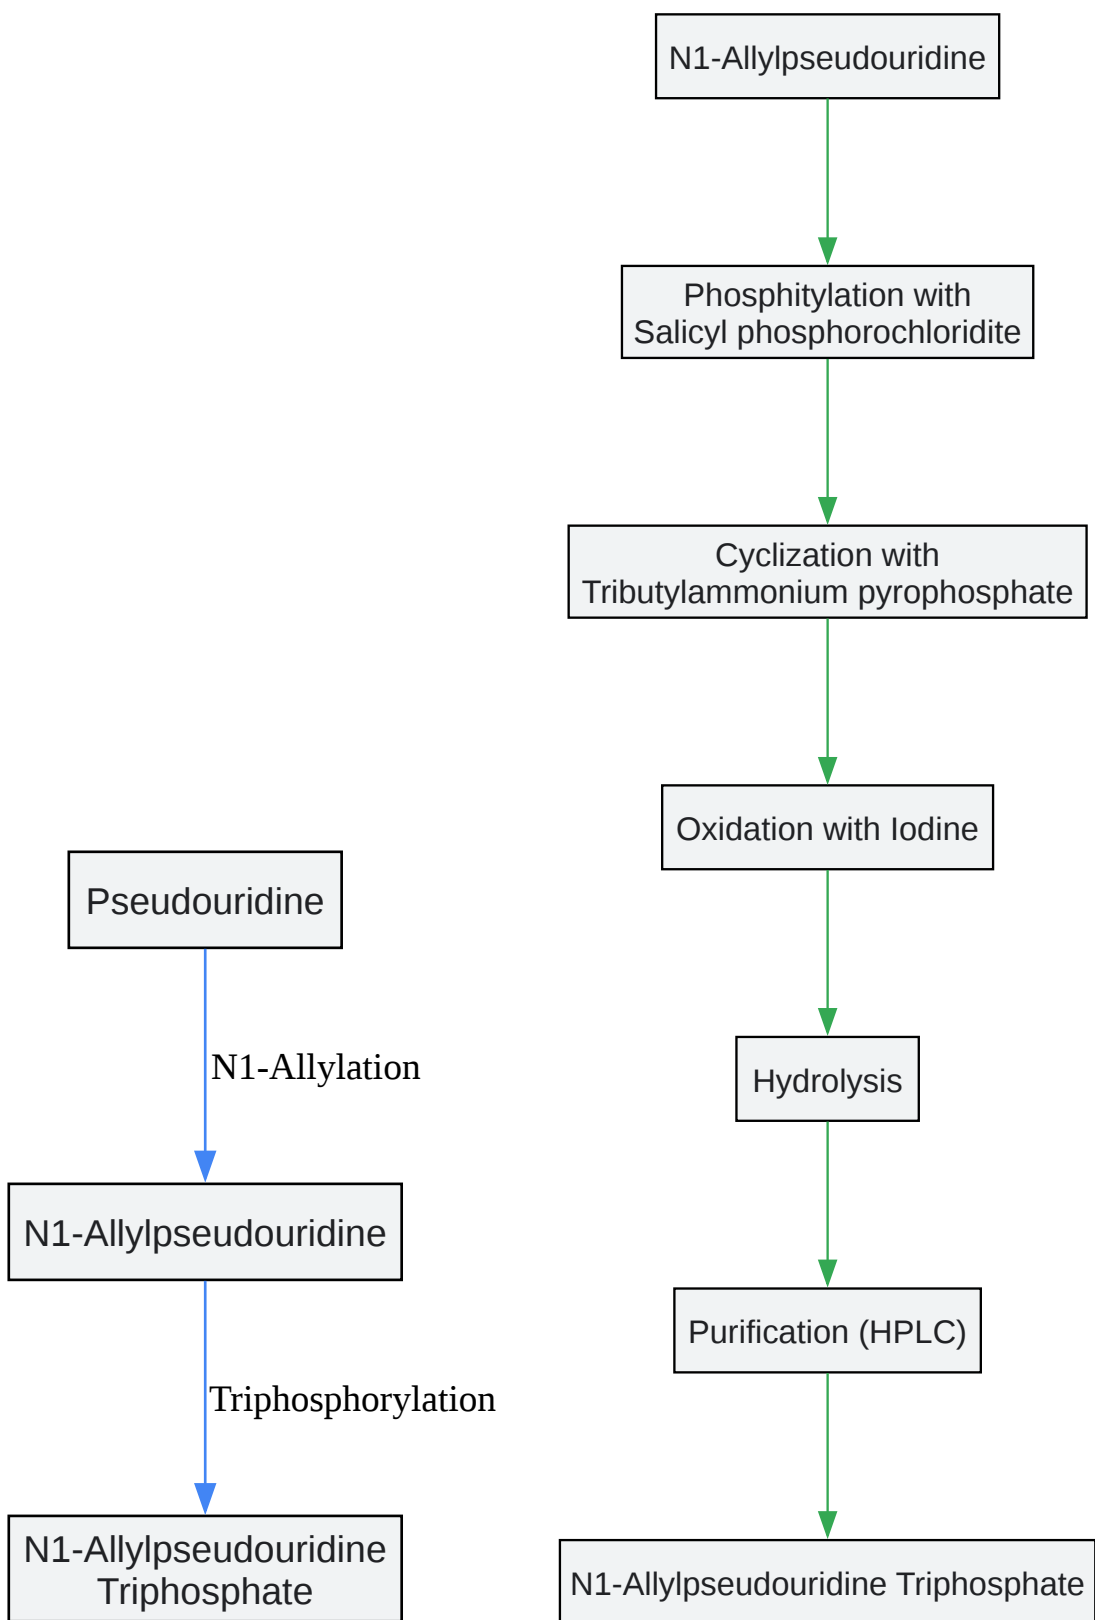 N1-Allylpseudouridine
Phosphitylation with
Salicyl phosphorochloridite
Cyclization with
Tributylammonium pyrophosphate
Oxidation with Iodine
Hydrolysis
Purification (HPLC)
N1-Allylpseudouridine Triphosphate
Pseudouridine
N1-Allylation
N1-Allylpseudouridine
Triphosphorylation
N1-Allylpseudouridine
Triphosphate